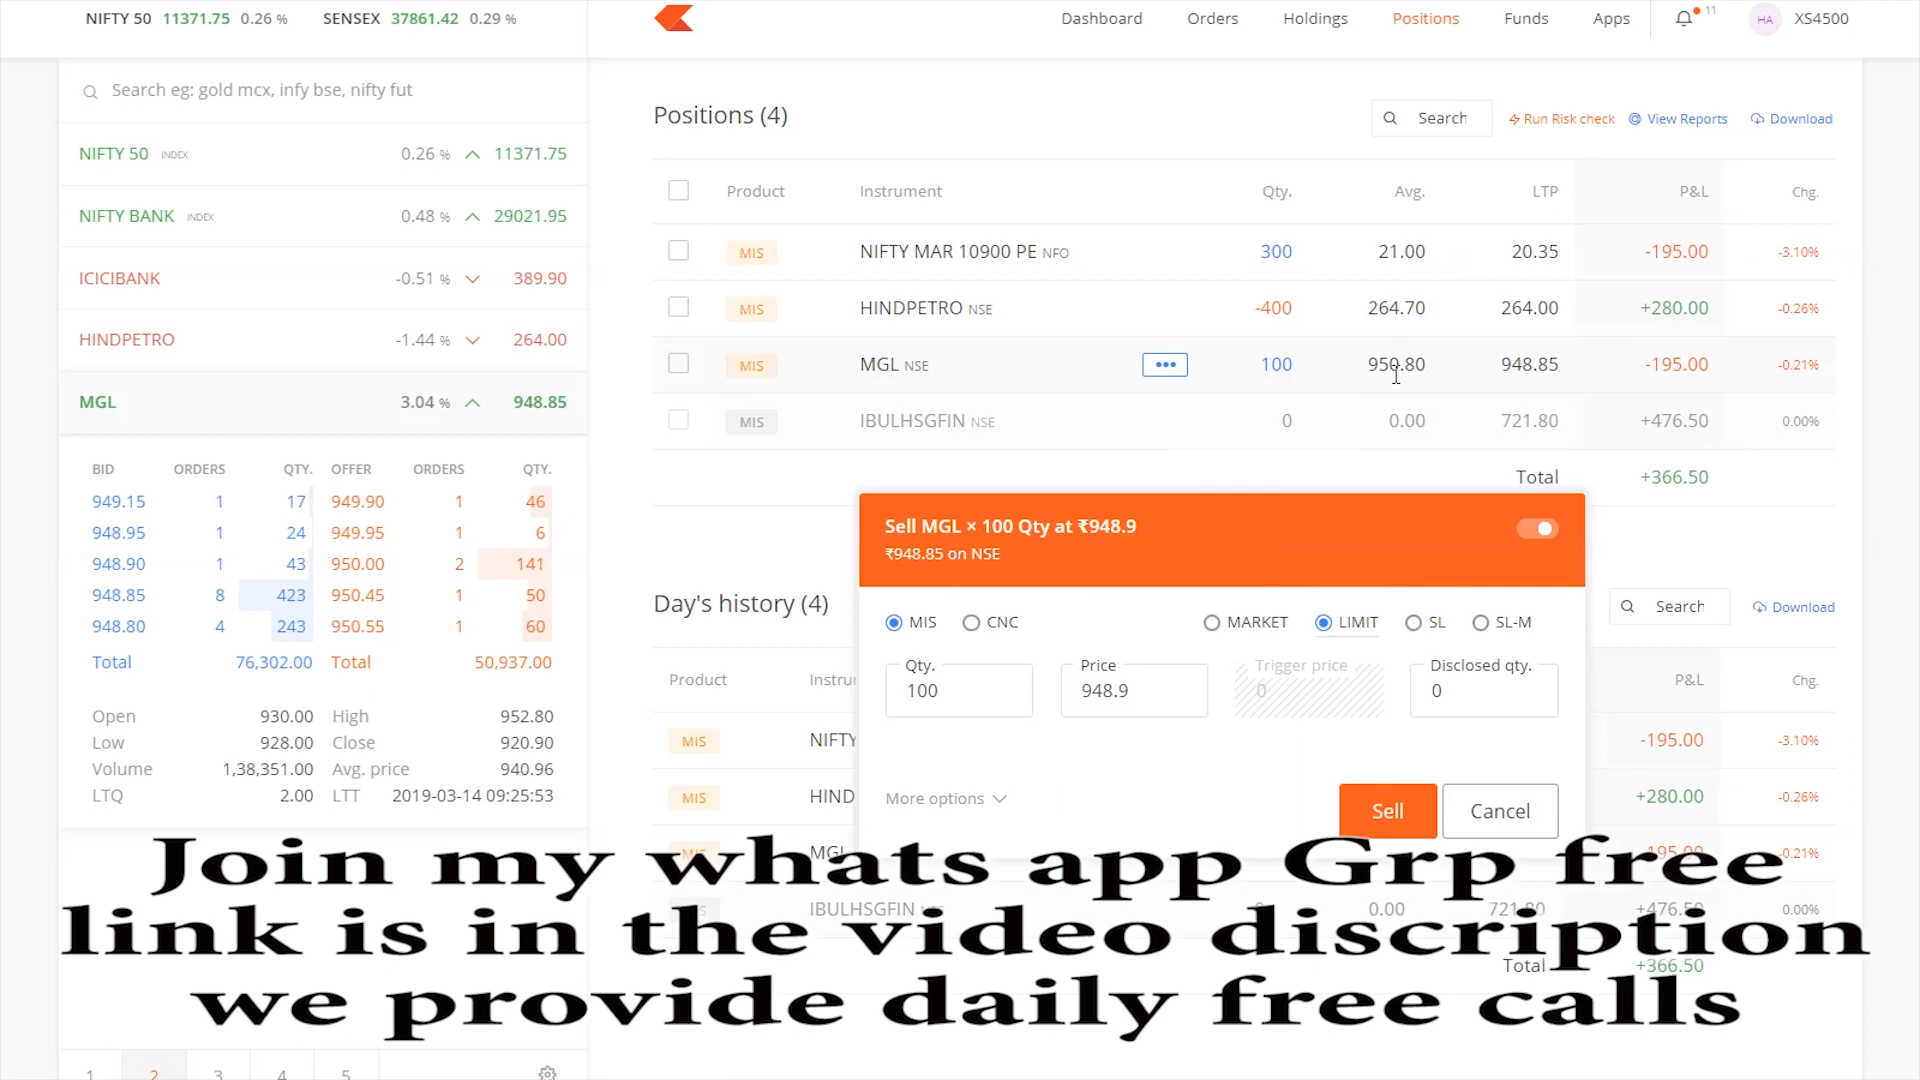 NIFTY 50 11371.75 0.26 % SENSEX 37861.42 0.29 %
Dashboard Orders Holdings Positions Funds Apps 11 HA XS4500
Search eg: gold mcx, infy bse, nifty fut
NIFTY 50 INDEX 0.26 % 11371.75
NIFTY BANK INDEX 0.48 % 29021.95
ICICIBANK -0.51 % 389.90
HINDPETRO -1.44 % 264.00
MGL 3.04 % 948.85
BID ORDERS QTY. OFFER ORDERS QTY.
949.15 1 17 949.90 1 46
948.95 1 24 949.95 1 6
948.90 1 43 950.00 2 141
948.85 8 423 950.45 1 50
948.80 4 243 950.55 1 60
Total 76,302.00 Total 50,937.00
Open 930.00 High 952.80
Low 928.00 Close 920.90
Volume 1,38,351.00 Avg. price 940.96
LTQ 2.00 LTT 2019-03-14 09:25:53
1 2 3 4 5
Positions (4) Search Run Risk check View Reports Download
Product Instrument Qty. Avg. LTP P&L Chg.
MIS NIFTY MAR 10900 PE NFO 300 21.00 20.35 -195.00 -3.10%
MIS HINDPETRO NSE -400 264.70 264.00 +280.00 -0.26%
MIS MGL NSE ••• 100 950.80 948.85 -195.00 -0.21%
MIS IBULHSGFIN NSE 0 0.00 721.80 +476.50 0.00%
Total +366.50
Sell MGL × 100 Qty at ₹948.9
₹948.85 on NSE
MIS CNC MARKET LIMIT SL SL-M
Qty. Price Trigger price Disclosed qty.
100 948.9 0 0
More options Sell Cancel
Day's history (4) Search Download
Product Instru P&L Chg.
MIS NIFTY -195.00 -3.10%
MIS HIND +280.00 -0.26%
MGL -0.21%
IBULHSGFIN 0.00 721.80 +476.50 0.00%
Total +366.50
Join my whats app Grp free
link is in the video discription
we provide daily free calls